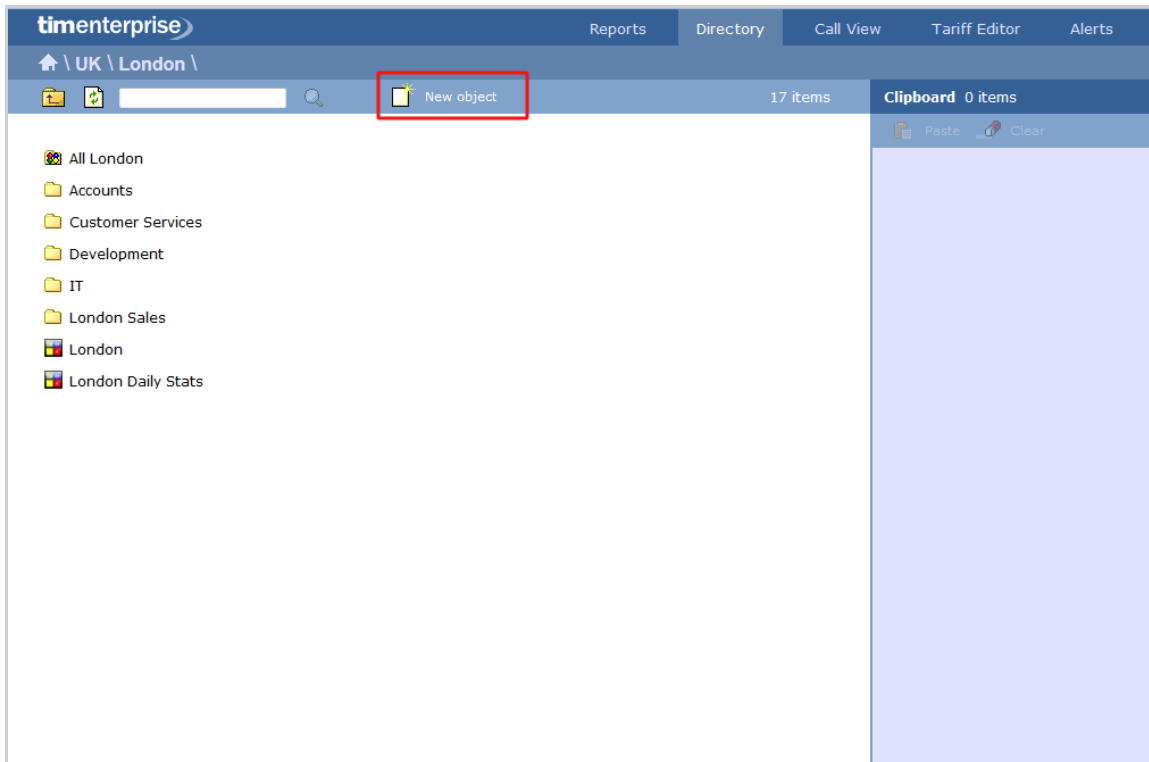 timenterprise
Reports Directory Call View Tariff Editor Alerts
\ UK \ London \
New object 17 items
Clipboard 0 items
Paste Clear
All London
Accounts
Customer Services
Development
IT
London Sales
London
London Daily Stats